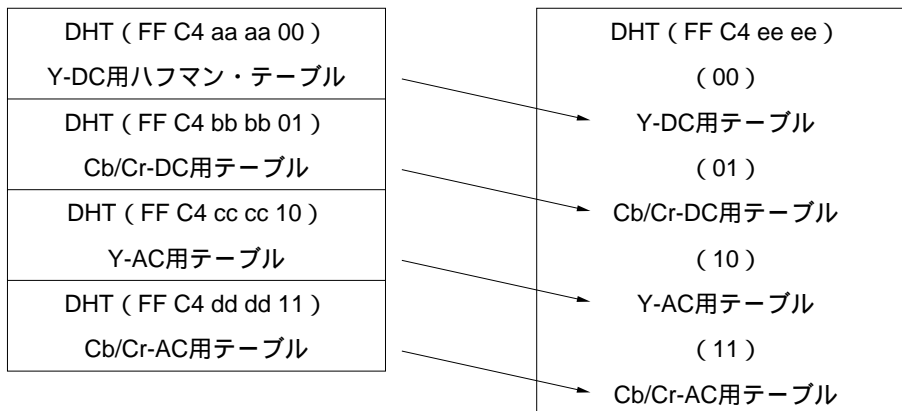 DHT（FF C4 aa aa 00）
Y-DC用ハフマン・テーブル
DHT（FF C4 bb bb 01）
Cb/Cr-DC用テーブル
DHT（FF C4 cc cc 10）
Y-AC用テーブル
DHT（FF C4 dd dd 11）
Cb/Cr-AC用テーブル
DHT（FF C4 ee ee）
（00）
Y-DC用テーブル
（01）
Cb/Cr-DC用テーブル
（10）
Y-AC用テーブル
（11）
Cb/Cr-AC用テーブル